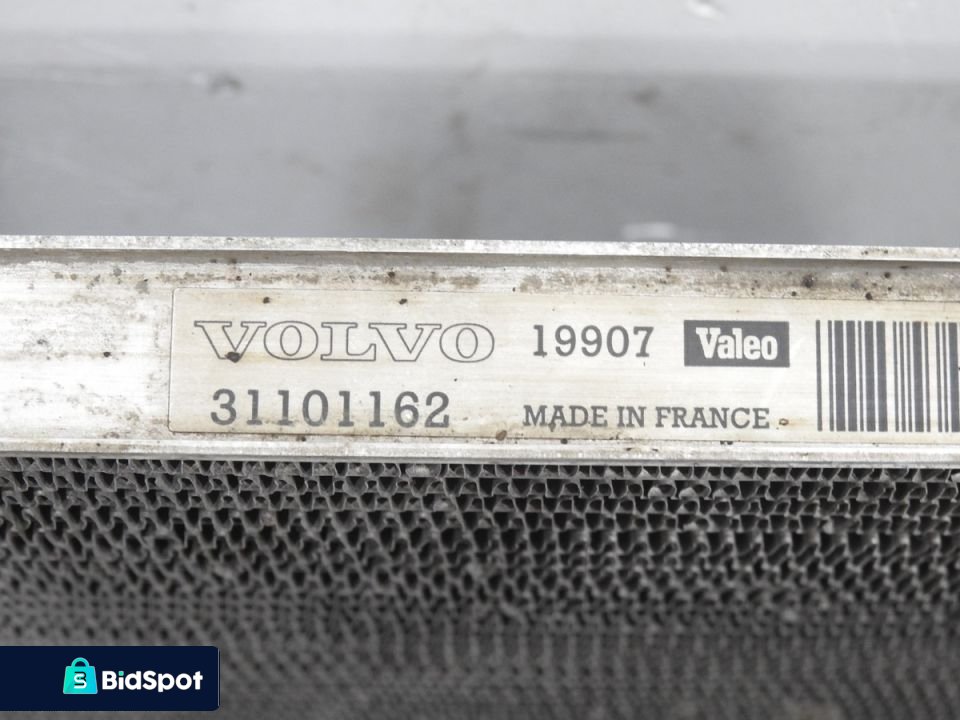 VOLVO 19907 Valeo
31101162 MADE IN FRANCE
BidSpot